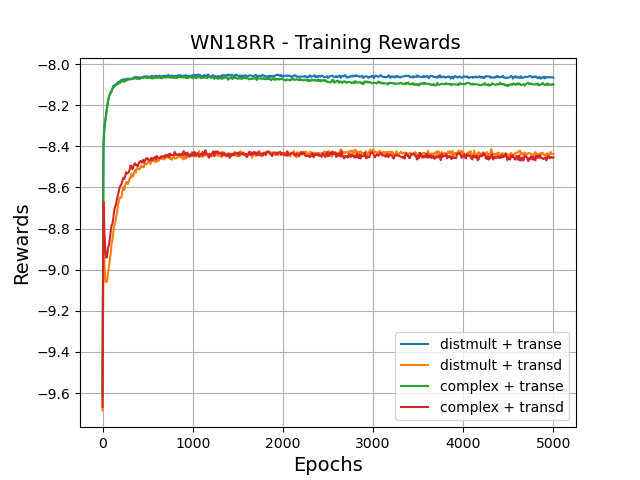 WN18RR - Training Rewards
Rewards
−8.0
−8.2
−8.4
−8.6
−8.8
−9.0
−9.2
−9.4
−9.6
distmult + transe
distmult + transd
complex + transe
complex + transd
0 1000 2000 3000 4000 5000
Epochs